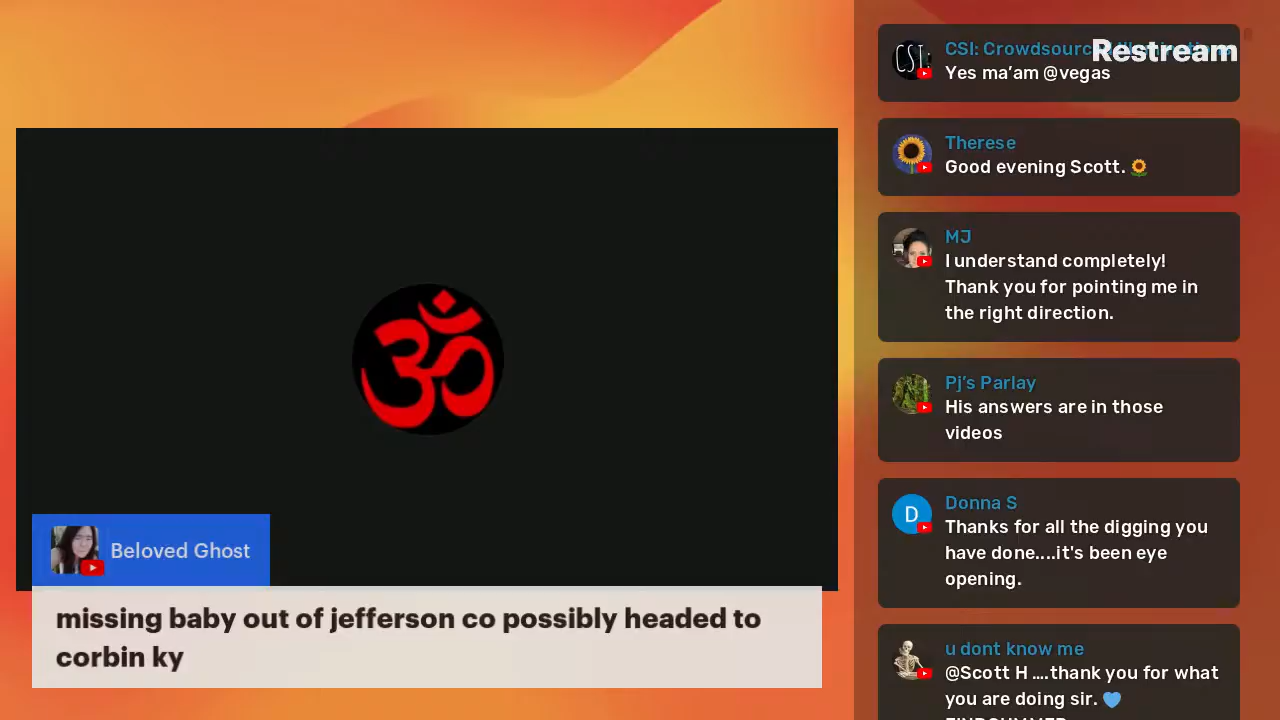 CSI: Crowdsourc
Restream
Yes ma’am @vegas
Therese
Good evening Scott. 🌻
MJ
I understand completely!
Thank you for pointing me in
the right direction.
Pj’s Parlay
His answers are in those
videos
Donna S
Thanks for all the digging you
have done....it's been eye
opening.
u dont know me
@Scott H ....thank you for what
you are doing sir. 💙
CSI:
D
ॐ
Beloved Ghost
missing baby out of jefferson co possibly headed to
corbin ky